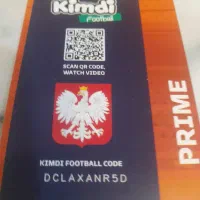 Kimdi
Football
SCAN QR CODE,
WATCH VIDEO
KIMDI FOOTBALL CODE
DCLAXANR5D
PRIME